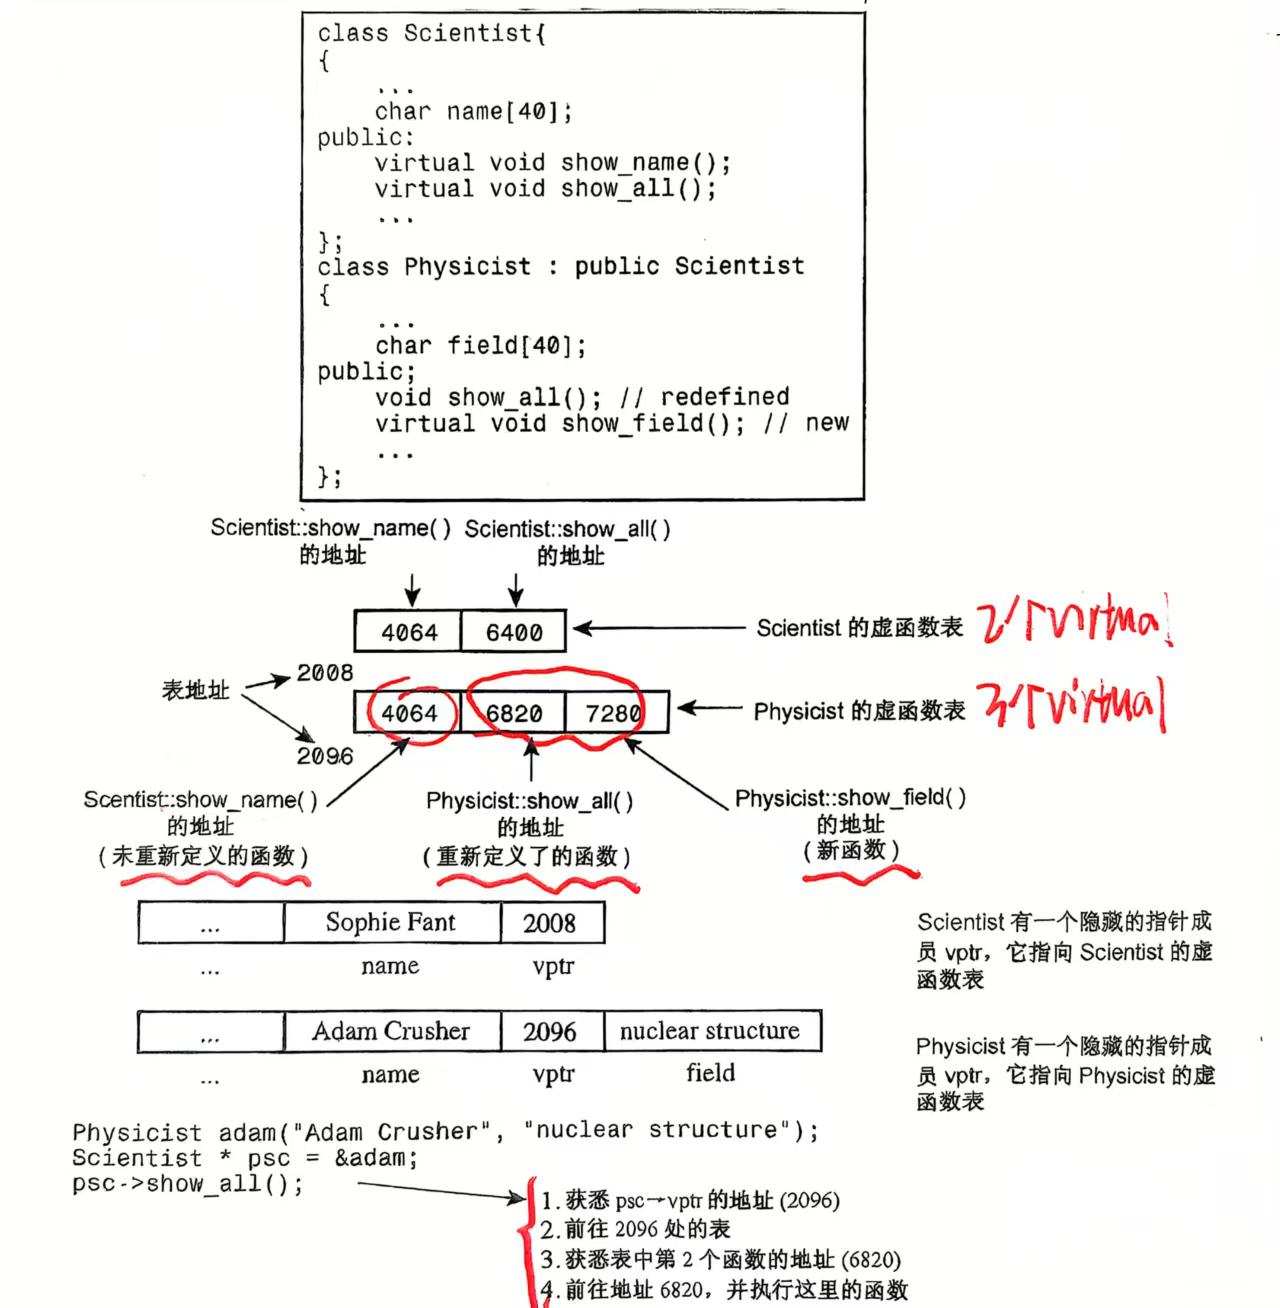 class Scientist{
{
...
char name[40];
public:
virtual void show_name();
virtual void show_all();
...
};
class Physicist : public Scientist
{
...
char field[40];
public;
void show_all(); // redefined
virtual void show_field(); // new
...
};
Scientist::show_name() Scientist::show_all()
的地址 的地址
4064 6400 Scientist 的虚函数表 2个virtual
表地址 2008
4064 6820 7280 Physicist 的虚函数表 3个virtual
2096
Scentist::show_name() Physicist::show_all() Physicist::show_field()
的地址 的地址 的地址
(未重新定义的函数) (重新定义了的函数) (新函数)
... Sophie Fant 2008
... name vptr
Scientist 有一个隐藏的指针成
员 vptr，它指向 Scientist 的虚
函数表
... Adam Crusher 2096 nuclear structure
... name vptr field
Physicist 有一个隐藏的指针成
员 vptr，它指向 Physicist 的虚
函数表
Physicist adam("Adam Crusher", "nuclear structure");
Scientist * psc = &adam;
psc->show_all();
1.获悉 psc→vptr 的地址 (2096)
2.前往 2096 处的表
3.获悉表中第 2 个函数的地址 (6820)
4.前往地址 6820，并执行这里的函数